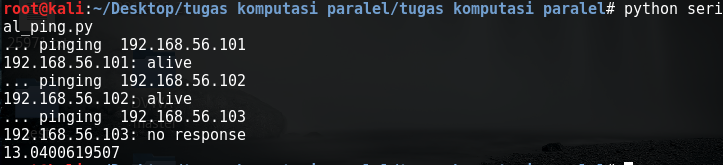 root@kali:~/Desktop/tugas komputasi paralel/tugas komputasi paralel# python seri
al_ping.py
... pinging  192.168.56.101
192.168.56.101: alive
... pinging  192.168.56.102
192.168.56.102: alive
... pinging  192.168.56.103
192.168.56.103: no response
13.0400619507